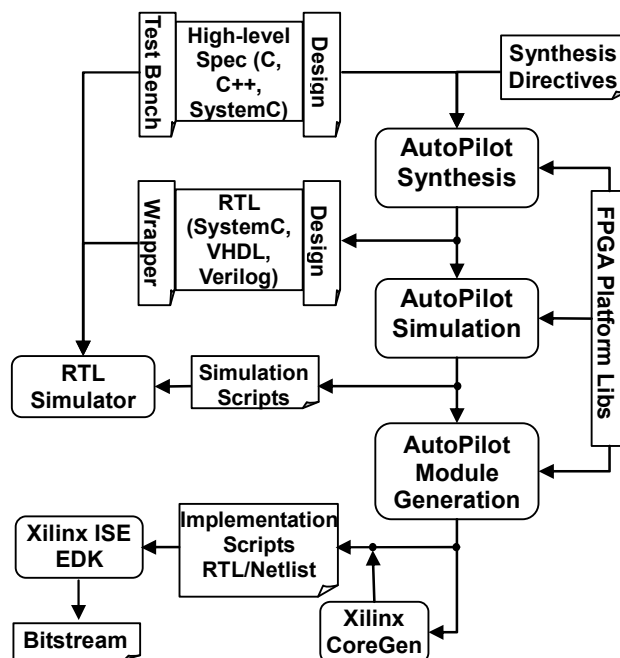 Test Bench
High-level
Spec (C,
C++,
SystemC)
Design
Synthesis
Directives
AutoPilot
Synthesis
Wrapper
RTL
(SystemC,
VHDL,
Verilog)
Design
FPGA Platform Libs
AutoPilot
Simulation
RTL
Simulator
Simulation
Scripts
AutoPilot
Module
Generation
Xilinx ISE
EDK
Implementation
Scripts
RTL/Netlist
Bitstream
Xilinx
CoreGen